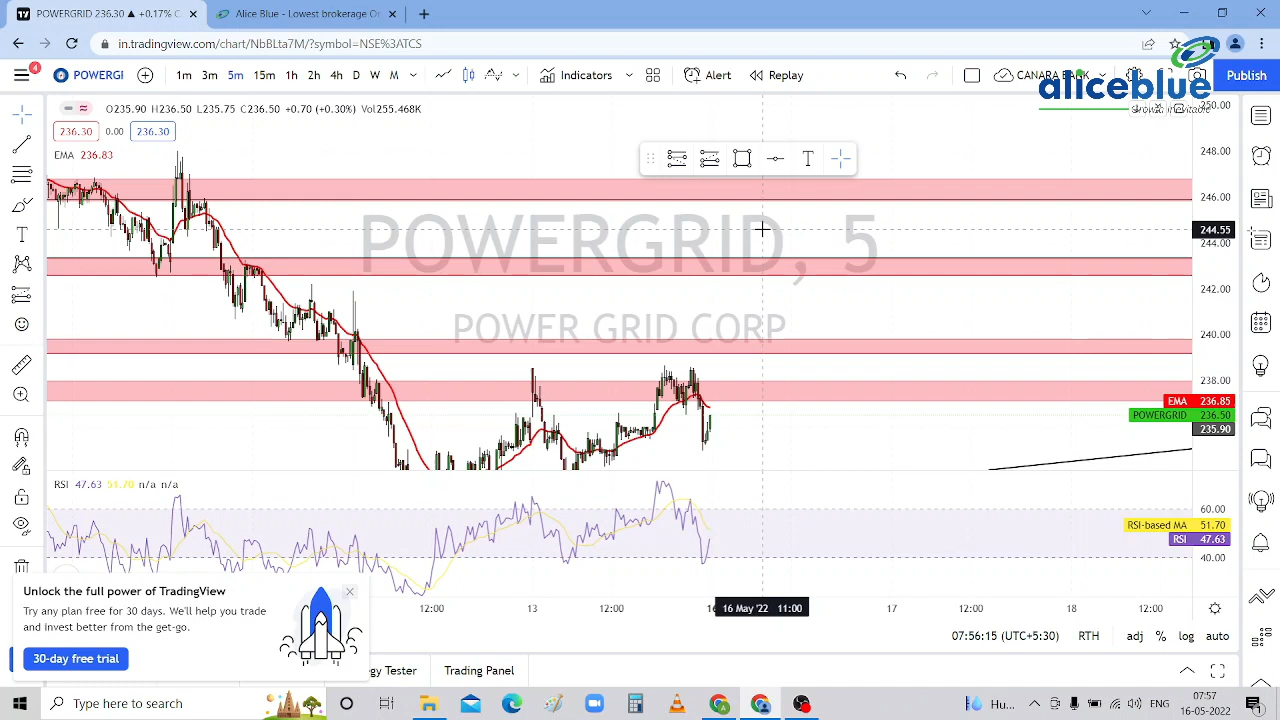 POWERGRID 236.30 ▲ +0.17% C
Alice Blue - Lowest brokerage C
in.tradingview.com/chart/NbBLta7M/?symbol=NSE%3ATCS
4
POWERGI
1m 3m 5m 15m 1h 2h 4h D W M
Indicators
Alert
Replay
CANARA
Publish
aliceblue
O235.90 H236.50 L235.75 C236.50 +0.70 (+0.30%) Vol255.468K
236.30 0.00 236.30
EMA 236.83
POWERGRID, 5
POWER GRID CORP
250.00
248.00
246.00
244.55
244.00
242.00
240.00
238.00
EMA 236.85
POWERGRID 236.50
235.90
RSI 47.63 51.70 n/a n/a
60.00
RSI-based MA 51.70
RSI 47.63
40.00
12:00 13 12:00 16 May '22 11:00 17 12:00 18 12:00
Unlock the full power of TradingView
Try any plan free for 30 days. We'll help you trade
and invest better from the get-go.
30-day free trial
07:56:15 (UTC+5:30) RTH adj % log auto
gy Tester Trading Panel
Type here to search
Hu...
ENG
07:57
16-05-2022